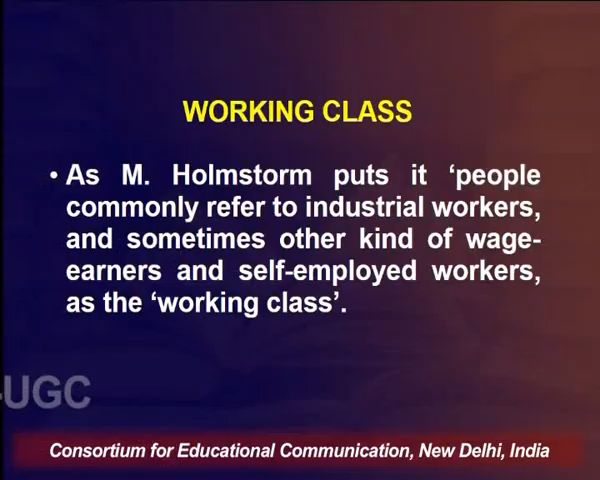 WORKING CLASS
• As M. Holmstorm puts it ‘people
commonly refer to industrial workers,
and sometimes other kind of wage-
earners and self-employed workers,
as the ‘working class’.
-UGC
Consortium for Educational Communication, New Delhi, India